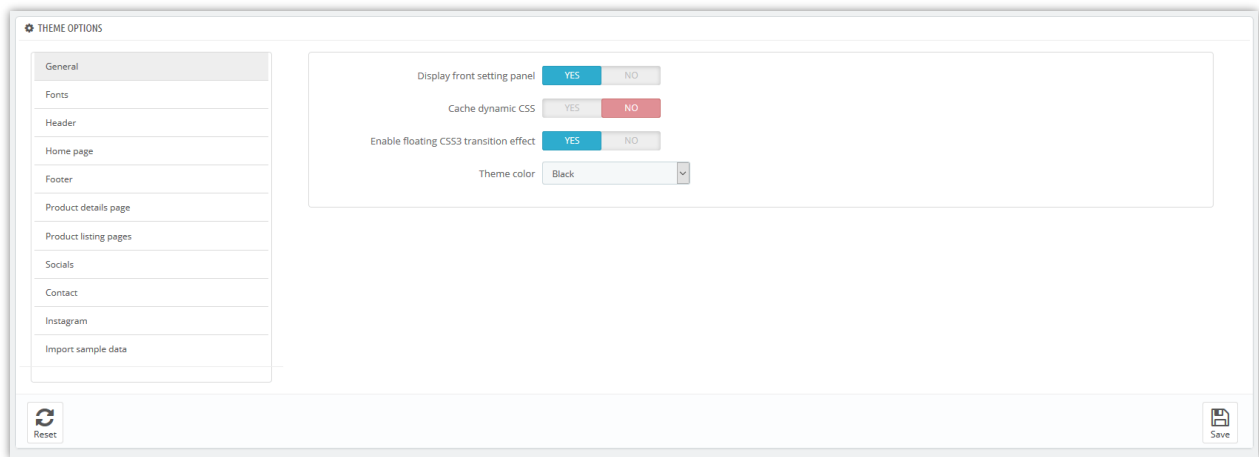 THEME OPTIONS
General
Fonts
Header
Home page
Footer
Product details page
Product listing pages
Socials
Contact
Instagram
Import sample data
Display front setting panel YES NO
Cache dynamic CSS YES NO
Enable floating CSS3 transition effect YES NO
Theme color Black
Reset
Save